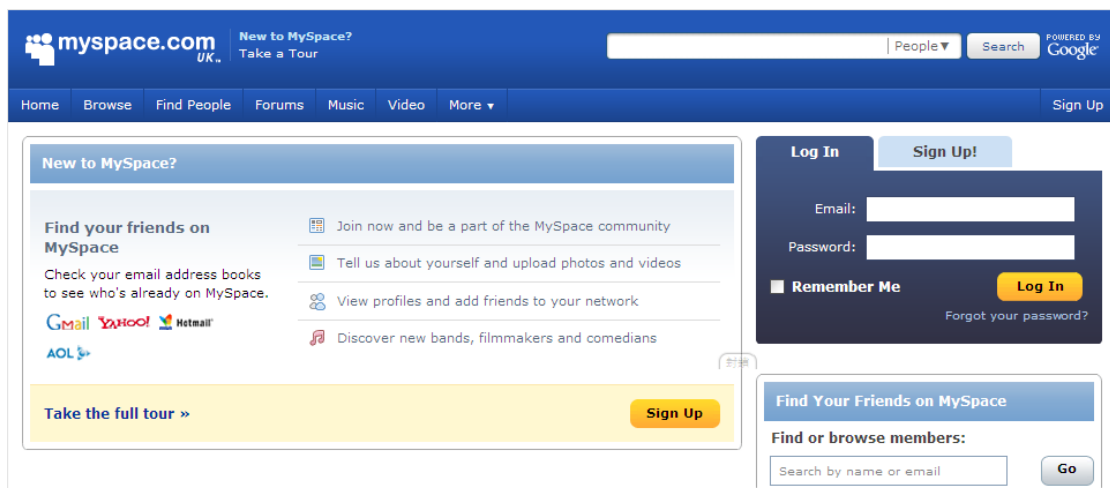 myspace.com
UK™
New to MySpace?
Take a Tour
People▼
Search
POWERED BY
Google
Home Browse Find People Forums Music Video More ▾ Sign Up
New to MySpace?
Find your friends on
MySpace
Check your email address books
to see who's already on MySpace.
Gmail YAHOO! Hotmail
AOL
Join now and be a part of the MySpace community
Tell us about yourself and upload photos and videos
View profiles and add friends to your network
Discover new bands, filmmakers and comedians
Take the full tour »
Sign Up
Log In Sign Up!
Email:
Password:
Remember Me
Log In
Forgot your password?
Find Your Friends on MySpace
Find or browse members:
Search by name or email
Go